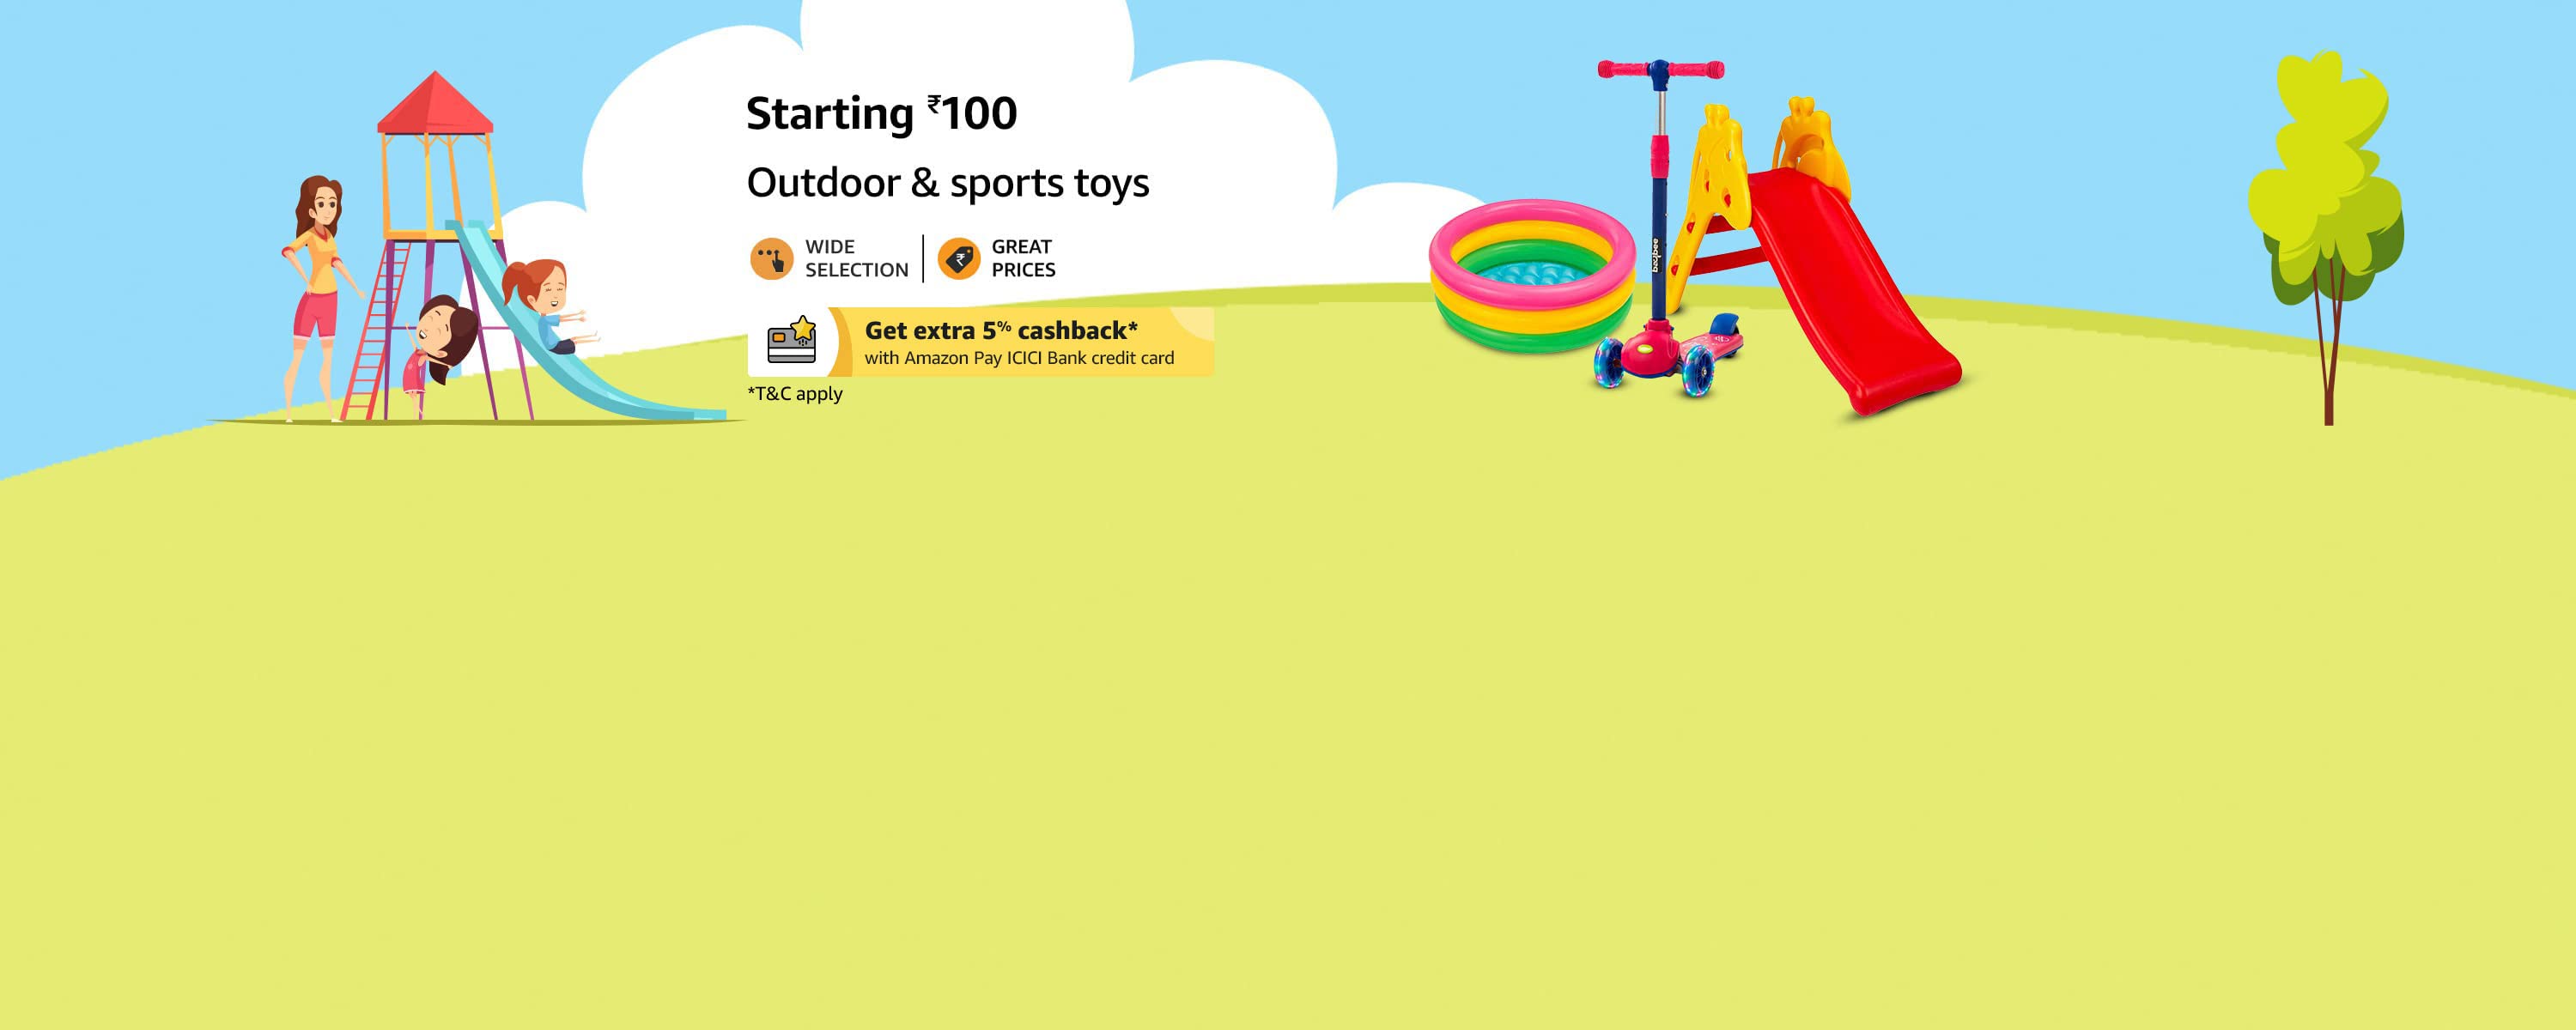 Starting ₹100
Outdoor & sports toys
WIDE
SELECTION
GREAT
PRICES
Get extra 5% cashback*
with Amazon Pay ICICI Bank credit card
*T&C apply
baybee